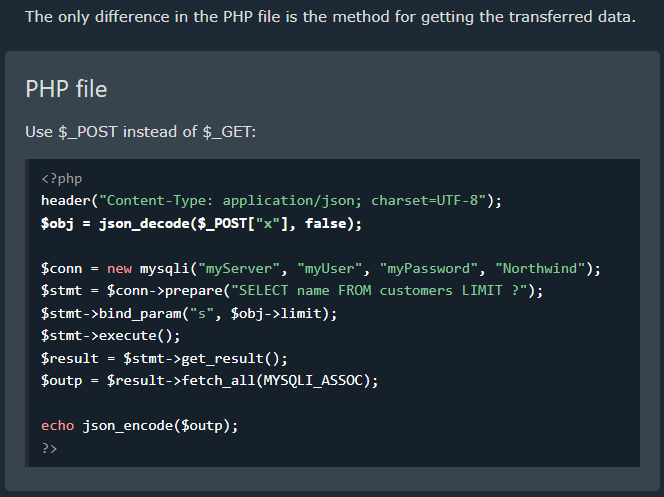 The only difference in the PHP file is the method for getting the transferred data.
PHP file
Use $_POST instead of $_GET:
<?php
header("Content-Type: application/json; charset=UTF-8");
$obj = json_decode($_POST["x"], false);
$conn = new mysqli("myServer", "myUser", "myPassword", "Northwind");
$stmt = $conn->prepare("SELECT name FROM customers LIMIT ?");
$stmt->bind_param("s", $obj->limit);
$stmt->execute();
$result = $stmt->get_result();
$outp = $result->fetch_all(MYSQLI_ASSOC);
echo json_encode($outp);
?>